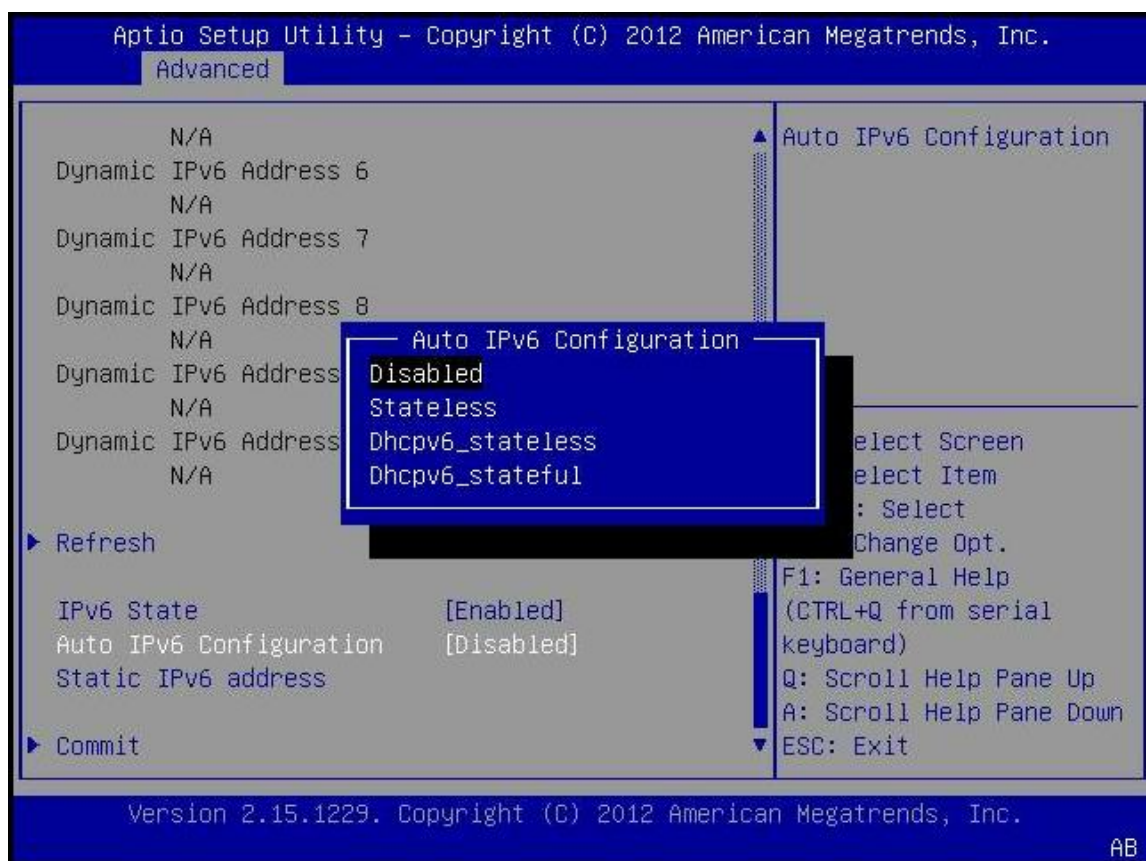 Aptio Setup Utility – Copyright (C) 2012 American Megatrends, Inc.
Advanced
N/A
Dynamic IPv6 Address 6
N/A
Dynamic IPv6 Address 7
N/A
Dynamic IPv6 Address 8
N/A
Dynamic IPv6 Address
N/A
Dynamic IPv6 Address
N/A
Refresh
IPv6 State [Enabled]
Auto IPv6 Configuration [Disabled]
Static IPv6 address
Commit
Auto IPv6 Configuration
Disabled
Stateless
Dhcpv6_stateless
Dhcpv6_stateful
Auto IPv6 Configuration
elect Screen
elect Item
: Select
Change Opt.
F1: General Help
(CTRL+Q from serial
keyboard)
Q: Scroll Help Pane Up
A: Scroll Help Pane Down
ESC: Exit
Version 2.15.1229. Copyright (C) 2012 American Megatrends, Inc.
AB